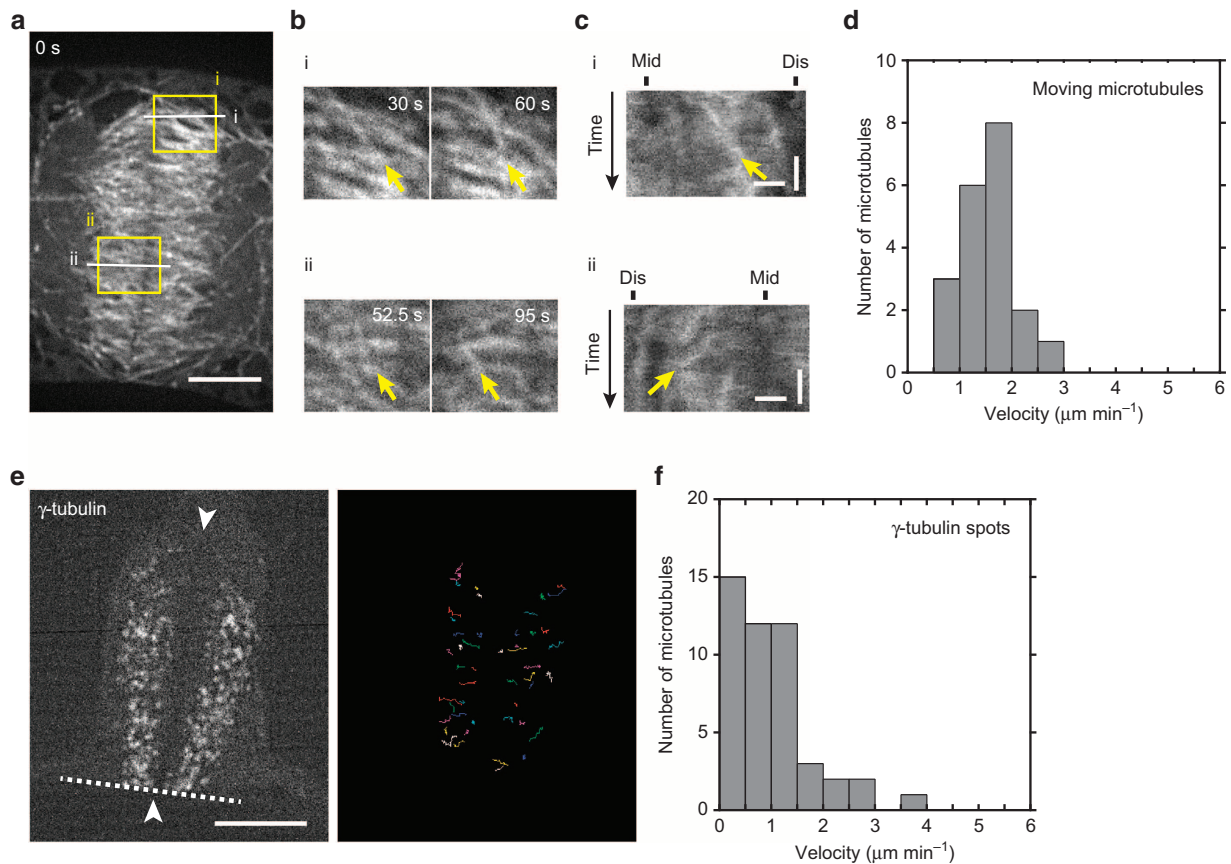 a
0 s
i
i
ii
ii
b
i
30 s
60 s
ii
52.5 s
95 s
c
i
Mid
Dis
Time
ii
Dis
Mid
Time
d
Moving microtubules
Number of microtubules
10
8
6
4
2
0
0 1 2 3 4 5 6
Velocity (μm min⁻¹)
e
γ-tubulin
f
γ-tubulin spots
Number of microtubules
20
15
10
5
0
0 1 2 3 4 5 6
Velocity (μm min⁻¹)